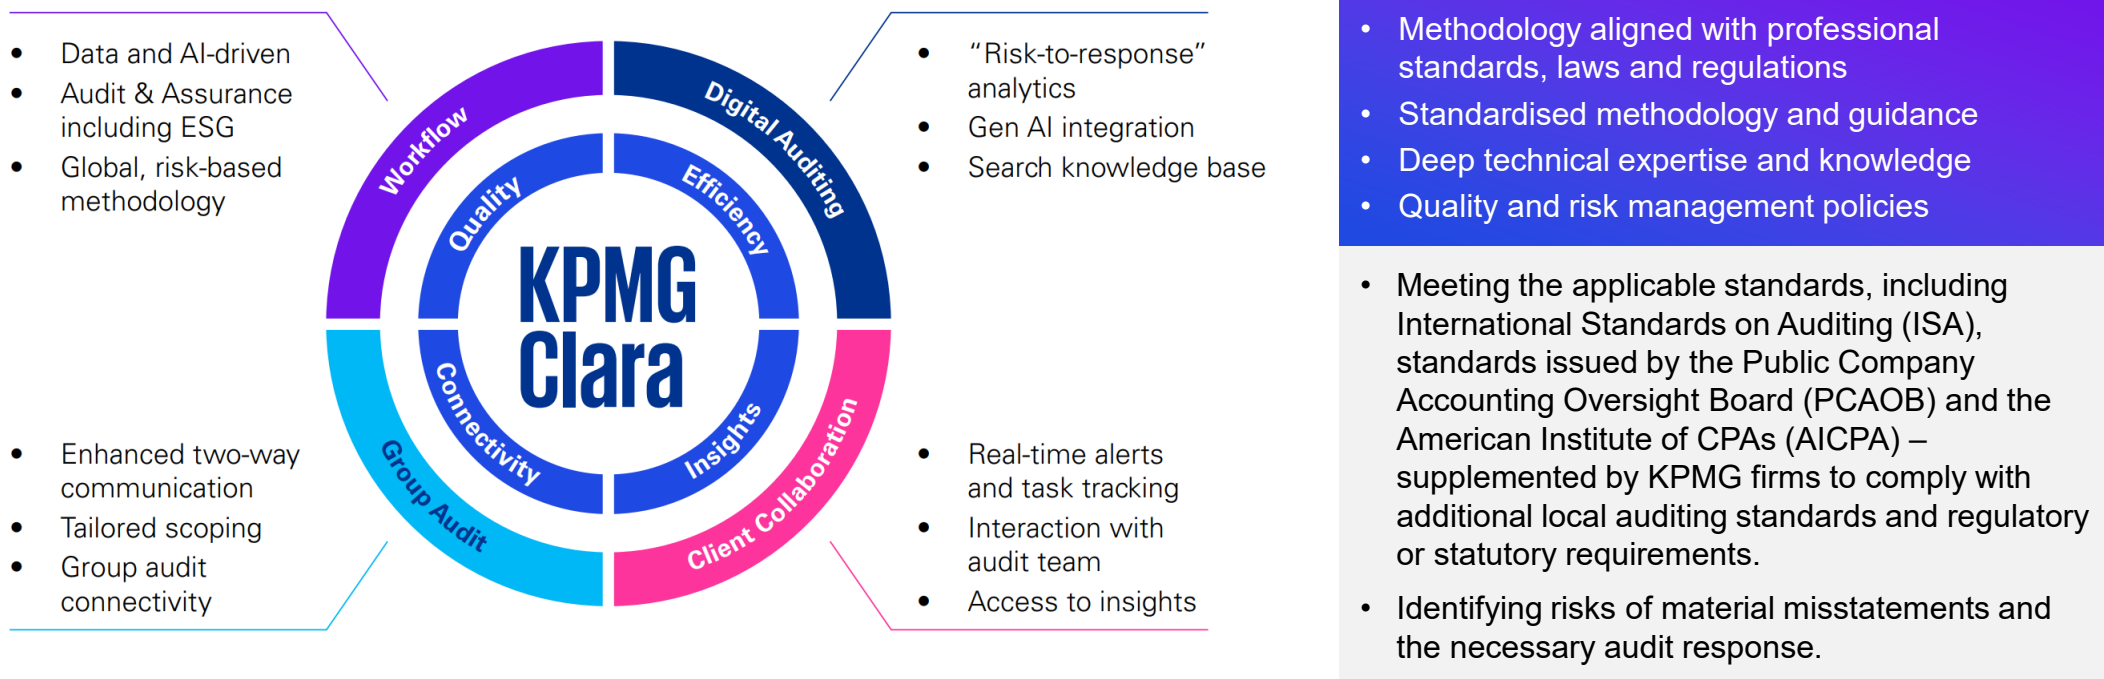 • Data and AI-driven
• Audit & Assurance
including ESG
• Global, risk-based
methodology
Workflow
Digital Auditing
• “Risk-to-response”
analytics
• Gen AI integration
• Search knowledge base
Quality
Efficiency
KPMG
Clara
Connectivity
Insights
• Enhanced two-way
communication
• Tailored scoping
• Group audit
connectivity
Group Audit
Client Collaboration
• Real-time alerts
and task tracking
• Interaction with
audit team
• Access to insights
• Methodology aligned with professional
standards, laws and regulations
• Standardised methodology and guidance
• Deep technical expertise and knowledge
• Quality and risk management policies
• Meeting the applicable standards, including
International Standards on Auditing (ISA),
standards issued by the Public Company
Accounting Oversight Board (PCAOB) and the
American Institute of CPAs (AICPA) –
supplemented by KPMG firms to comply with
additional local auditing standards and regulatory
or statutory requirements.
• Identifying risks of material misstatements and
the necessary audit response.